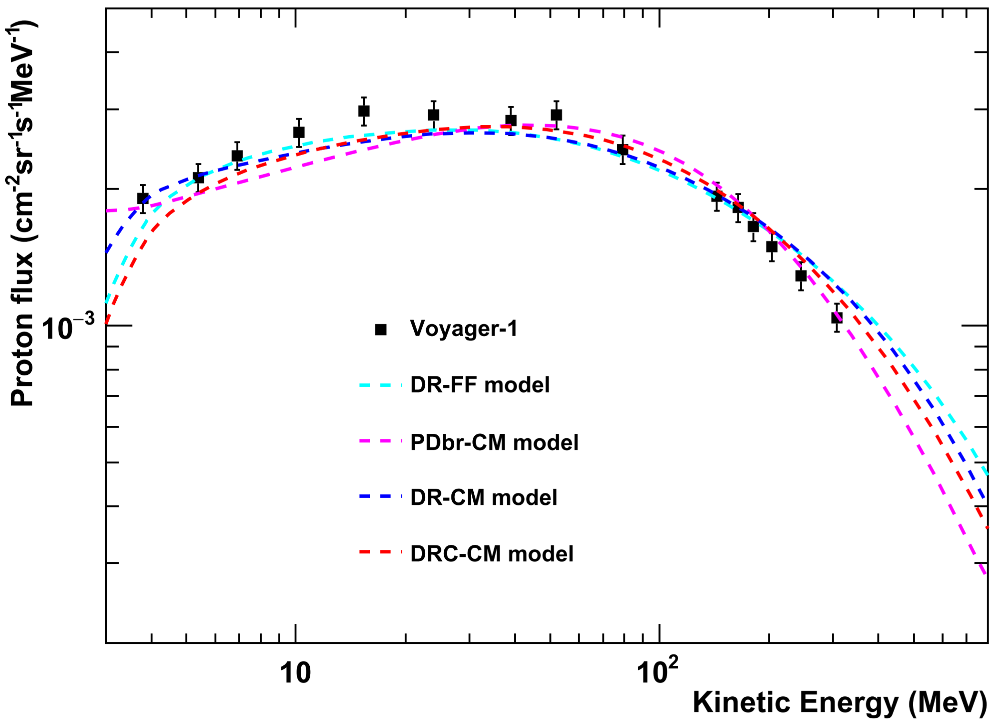 Proton flux (cm⁻²sr⁻¹s⁻¹MeV⁻¹)
10⁻³
Voyager-1
DR-FF model
PDbr-CM model
DR-CM model
DRC-CM model
10
10²
Kinetic Energy (MeV)